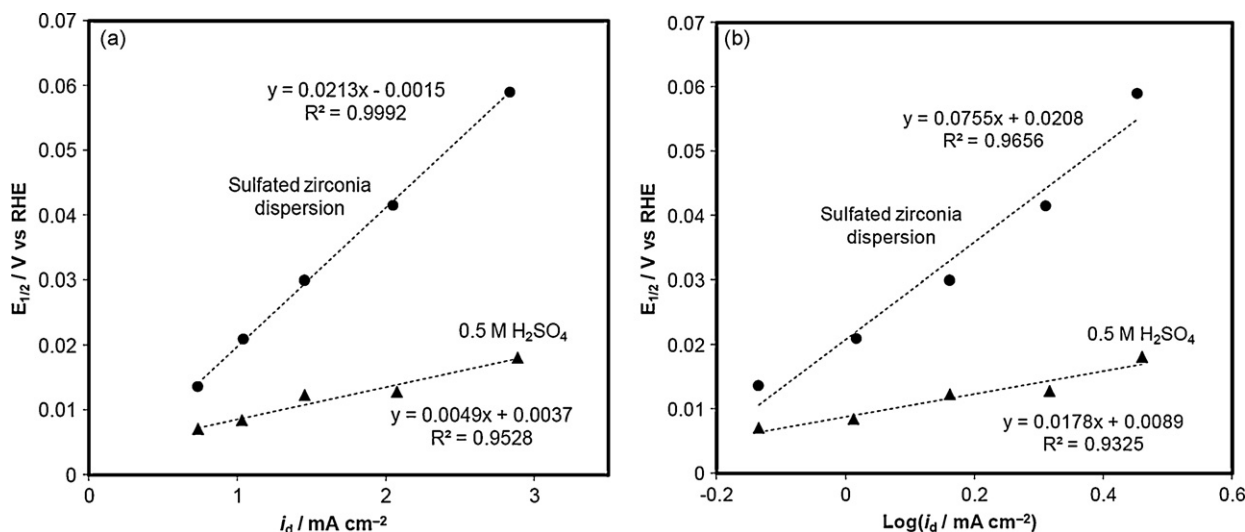 (a)
0.07
0.06
0.05
0.04
0.03
0.02
0.01
0
E1/2 / V vs RHE
y = 0.0213x - 0.0015
R² = 0.9992
Sulfated zirconia
dispersion
0.5 M H₂SO₄
y = 0.0049x + 0.0037
R² = 0.9528
0 1 2 3
id / mA cm⁻²
(b)
0.07
0.06
0.05
0.04
0.03
0.02
0.01
0
E1/2 / V vs RHE
y = 0.0755x + 0.0208
R² = 0.9656
Sulfated zirconia
dispersion
0.5 M H₂SO₄
y = 0.0178x + 0.0089
R² = 0.9325
-0.2 0 0.2 0.4 0.6
Log(id / mA cm⁻²)